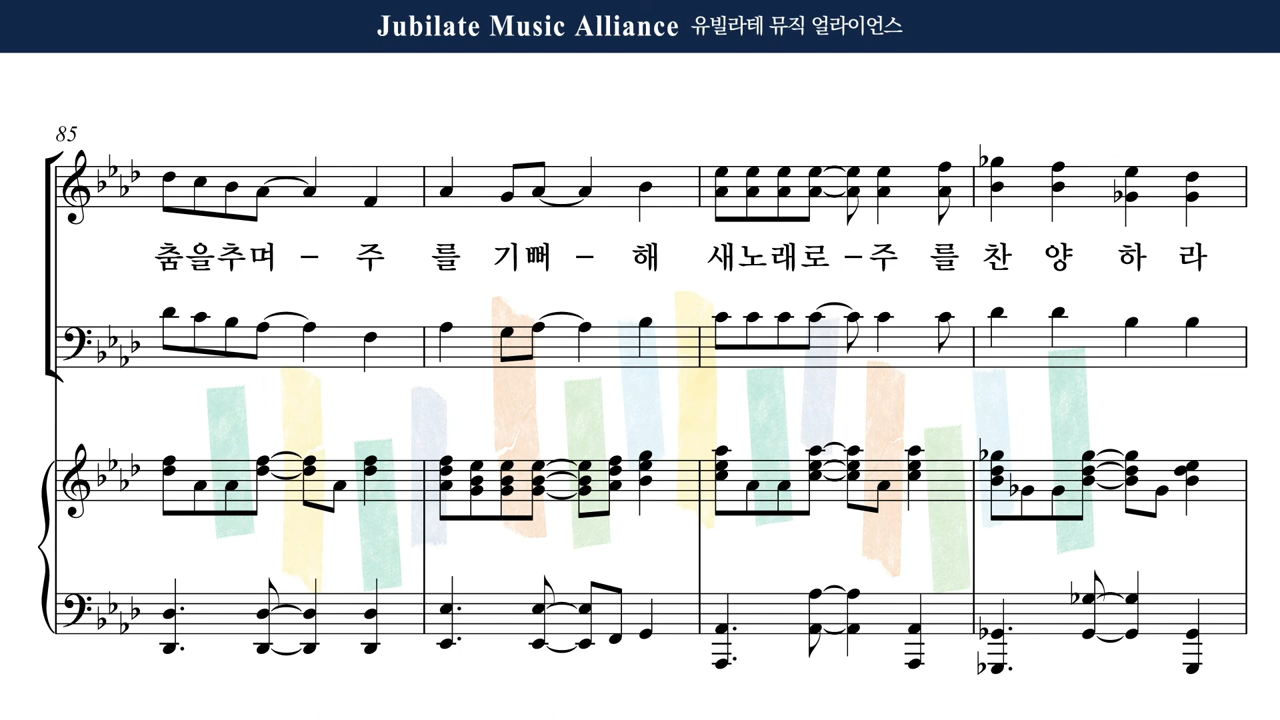 Jubilate Music Alliance 유빌라테 뮤직 얼라이언스
85
춤을추며 - 주 를 기뻐 - 해 새노래로 - 주 를 찬 양 하 라